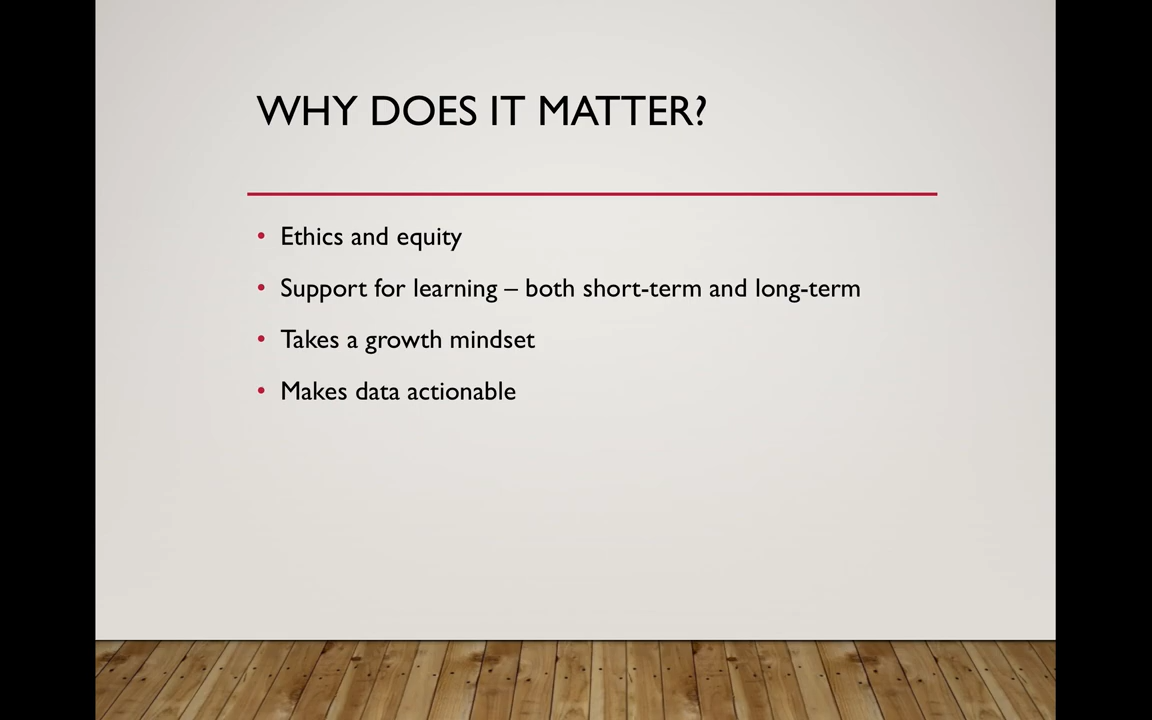 WHY DOES IT MATTER?
• Ethics and equity
• Support for learning – both short-term and long-term
• Takes a growth mindset
• Makes data actionable